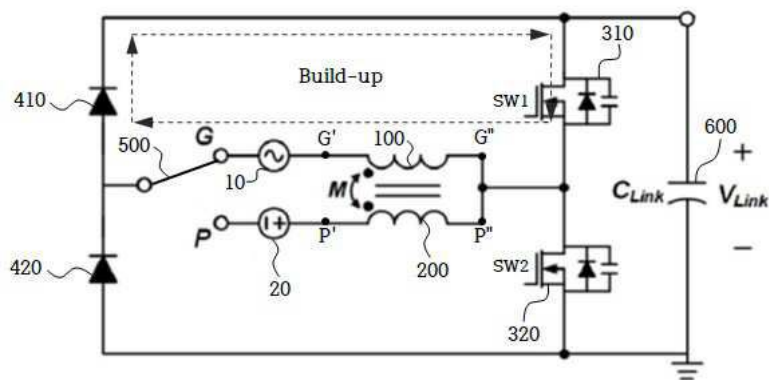 310
Build-up
410
SW1
500
G
G'
100
G"
600
+
10
M
C_Link
V_Link
P
P'
P"
−
20
200
SW2
420
320